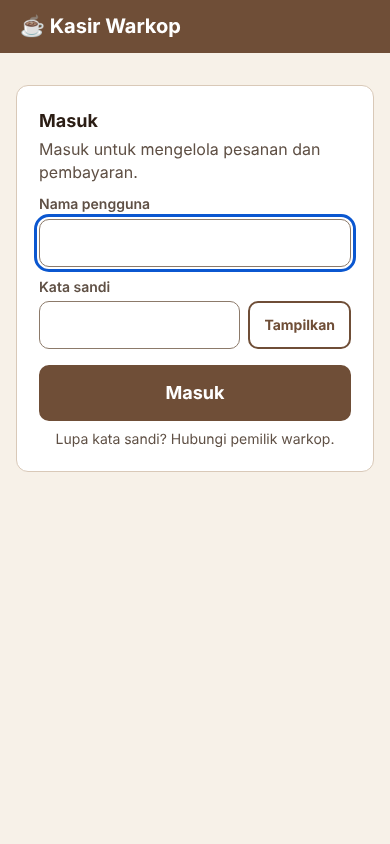 ☕ Kasir Warkop
Masuk
Masuk untuk mengelola pesanan dan
pembayaran.
Nama pengguna
Kata sandi
Tampilkan
Masuk
Lupa kata sandi? Hubungi pemilik warkop.